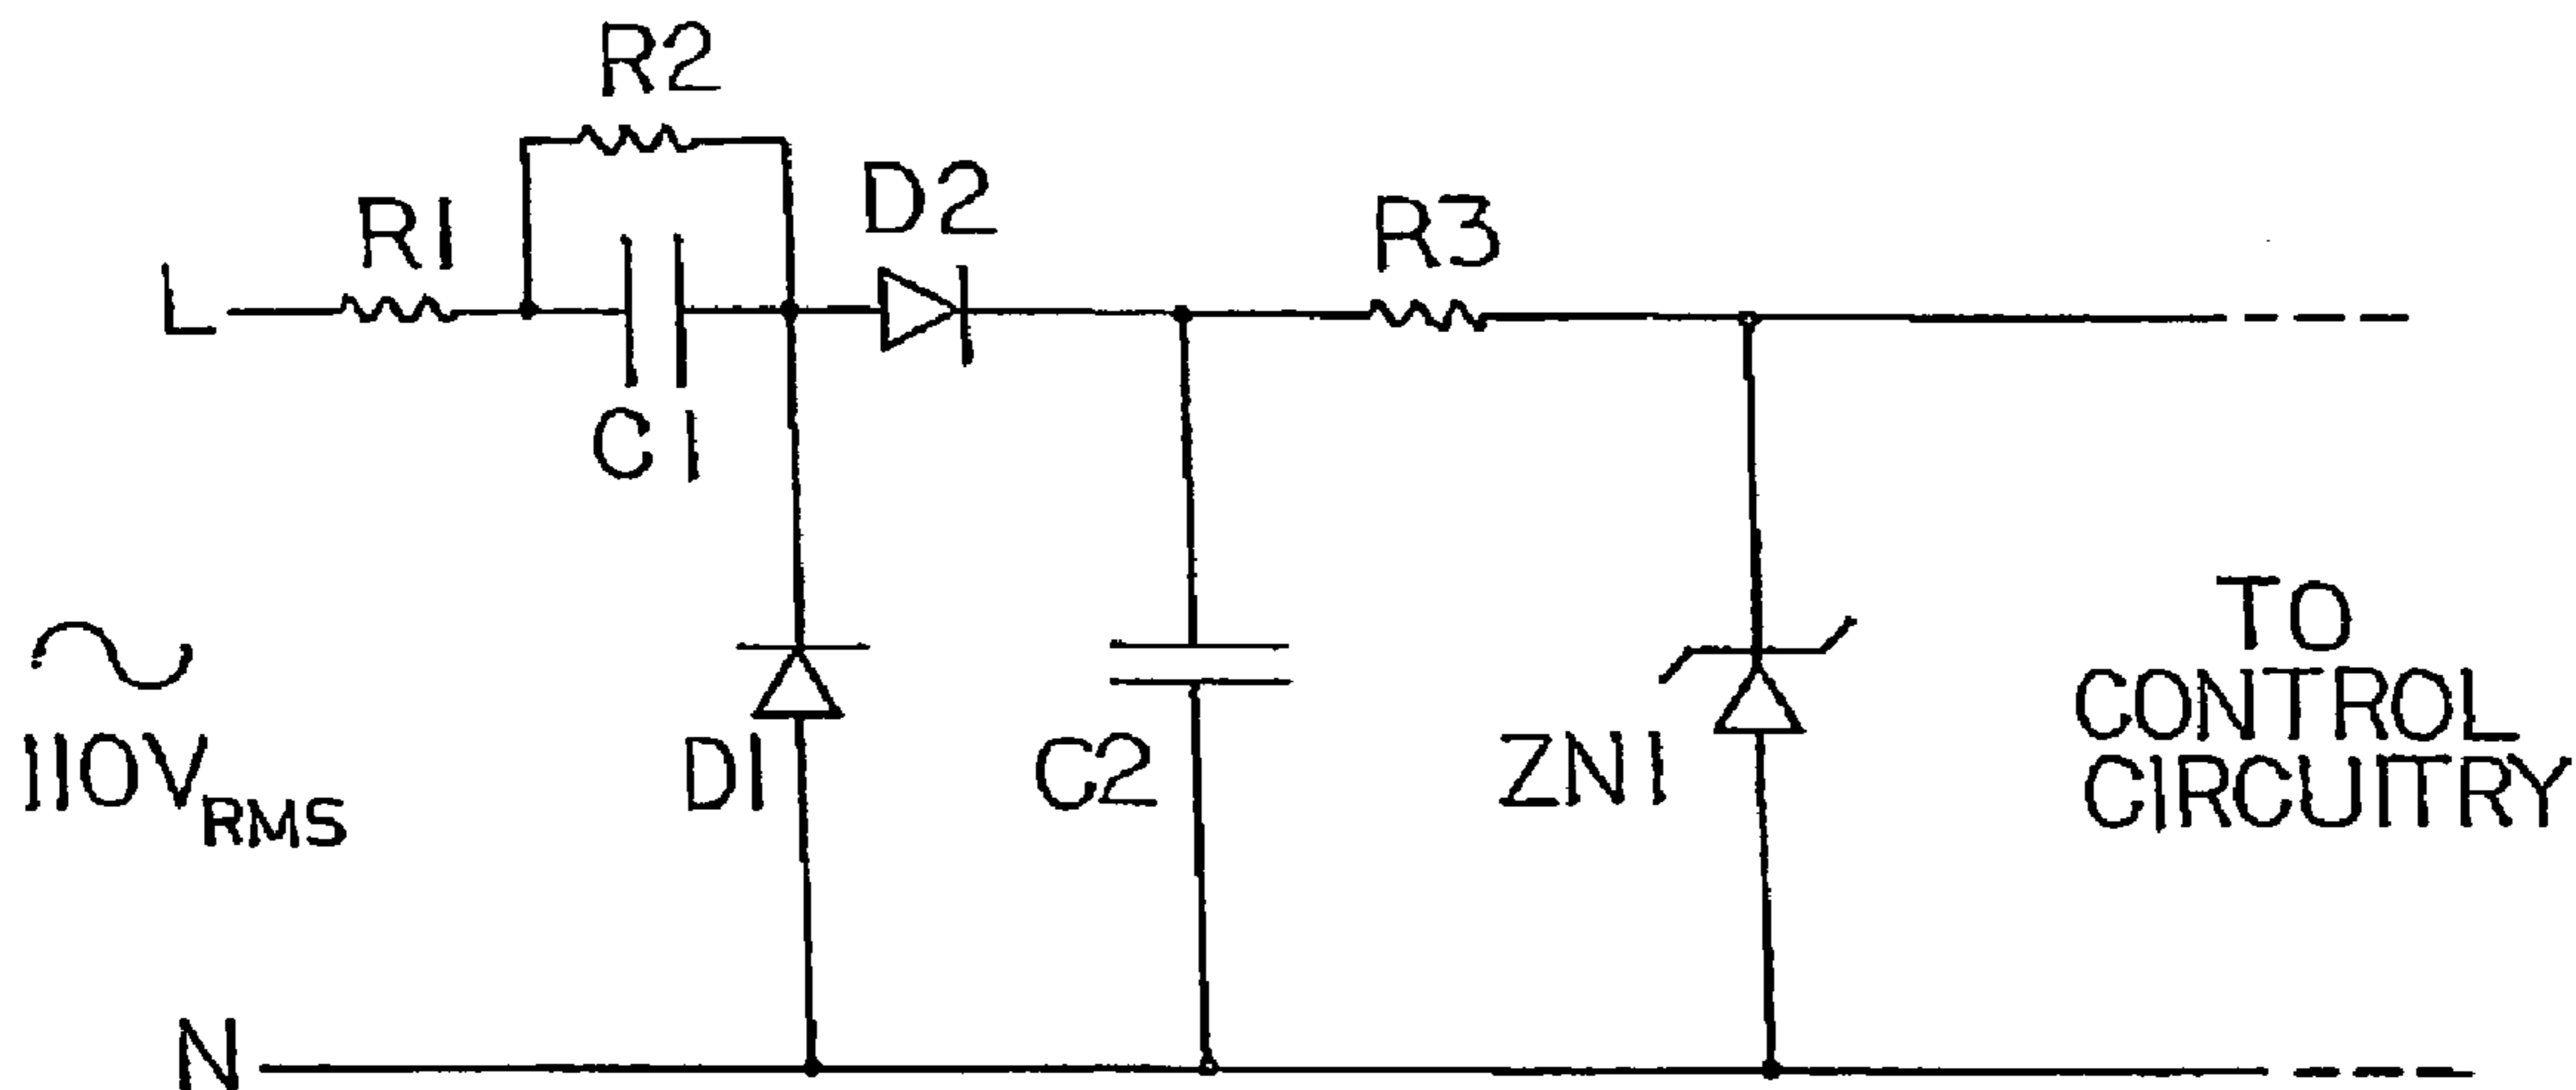 R2
D2
R1
R3
L
C1
TO
CONTROL
CIRCUITRY
110VRMS
D1
C2
ZN1
N